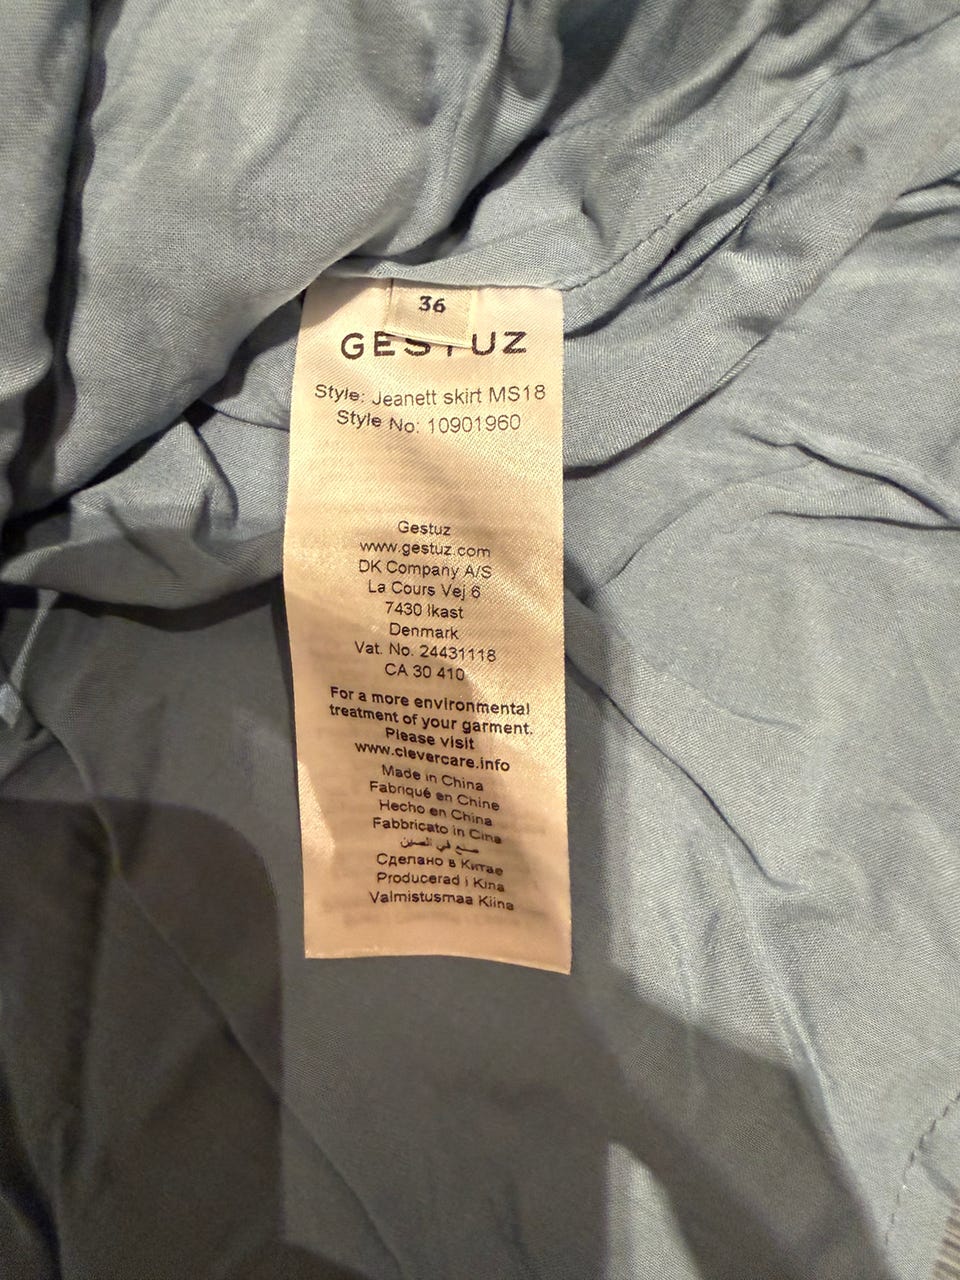 36
GESTUZ
Style: Jeanett skirt MS18
Style No: 10901960
Gestuz
www.gestuz.com
DK Company A/S
La Cours Vej 6
7430 Ikast
Denmark
Vat. No. 24431118
CA 30 410
For a more environmental
treatment of your garment.
Please visit
www.clevercare.info
Made in China
Fabriqué en Chine
Hecho en China
Fabbricato in Cina
صنع في الصين
Сделано в Китае
Producerad i Kina
Valmistusmaa Kiina